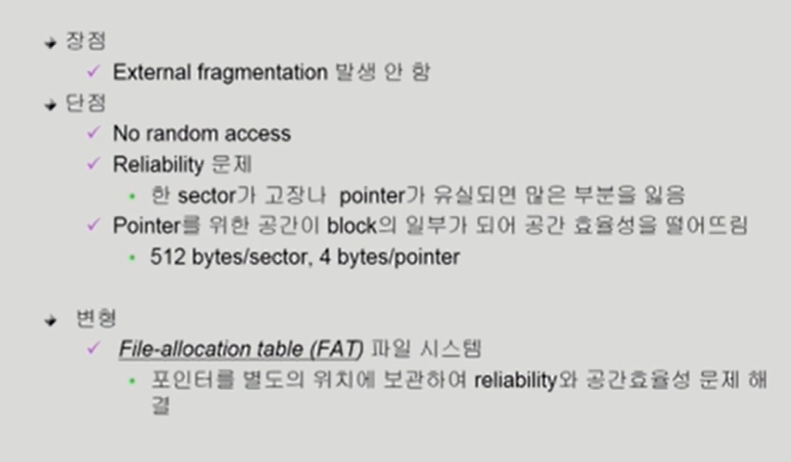 장점
External fragmentation 발생 안 함
단점
No random access
Reliability 문제
한 sector가 고장나 pointer가 유실되면 많은 부분을 잃음
Pointer를 위한 공간이 block의 일부가 되어 공간 효율성을 떨어뜨림
512 bytes/sector, 4 bytes/pointer
변형
File-allocation table (FAT) 파일 시스템
포인터를 별도의 위치에 보관하여 reliability와 공간효율성 문제 해
결